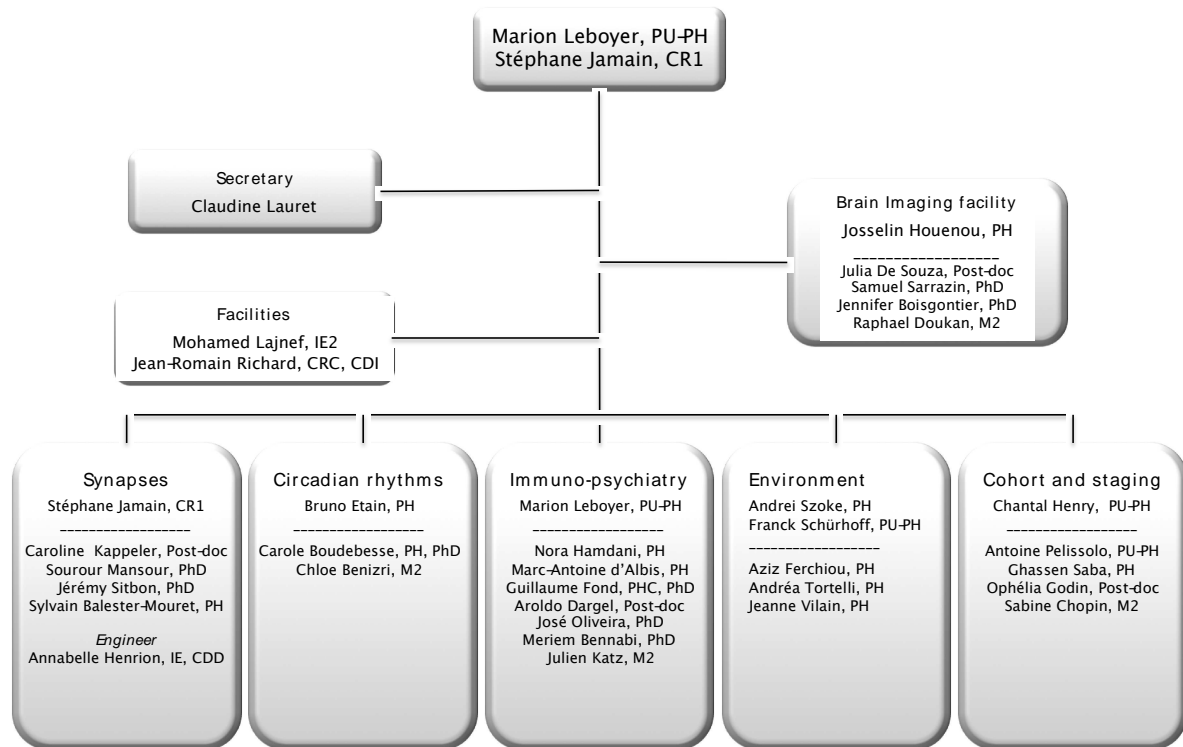 Marion Leboyer, PU-PH
Stéphane Jamain, CR1
Secretary
Claudine Lauret
Brain Imaging facility
Josselin Houenou, PH
__________________
Julia De Souza, Post-doc
Samuel Sarrazin, PhD
Jennifer Boisgontier, PhD
Raphael Doukan, M2
Facilities
Mohamed Lajnef, IE2
Jean-Romain Richard, CRC, CDI
Synapses
Stéphane Jamain, CR1
__________________
Caroline Kappeler, Post-doc
Sourour Mansour, PhD
Jérémy Sitbon, PhD
Sylvain Balester-Mouret, PH
Engineer
Annabelle Henrion, IE, CDD
Circadian rhythms
Bruno Etain, PH
__________________
Carole Boudebesse, PH, PhD
Chloe Benizri, M2
Immuno-psychiatry
Marion Leboyer, PU-PH
__________________
Nora Hamdani, PH
Marc-Antoine d’Albis, PH
Guillaume Fond, PHC, PhD
Aroldo Dargel, Post-doc
José Oliveira, PhD
Meriem Bennabi, PhD
Julien Katz, M2
Environment
Andrei Szoke, PH
Franck Schürhoff, PU-PH
__________________
Aziz Ferchiou, PH
Andréa Tortelli, PH
Jeanne Vilain, PH
Cohort and staging
Chantal Henry, PU-PH
__________________
Antoine Pelissolo, PU-PH
Ghassen Saba, PH
Ophélia Godin, Post-doc
Sabine Chopin, M2